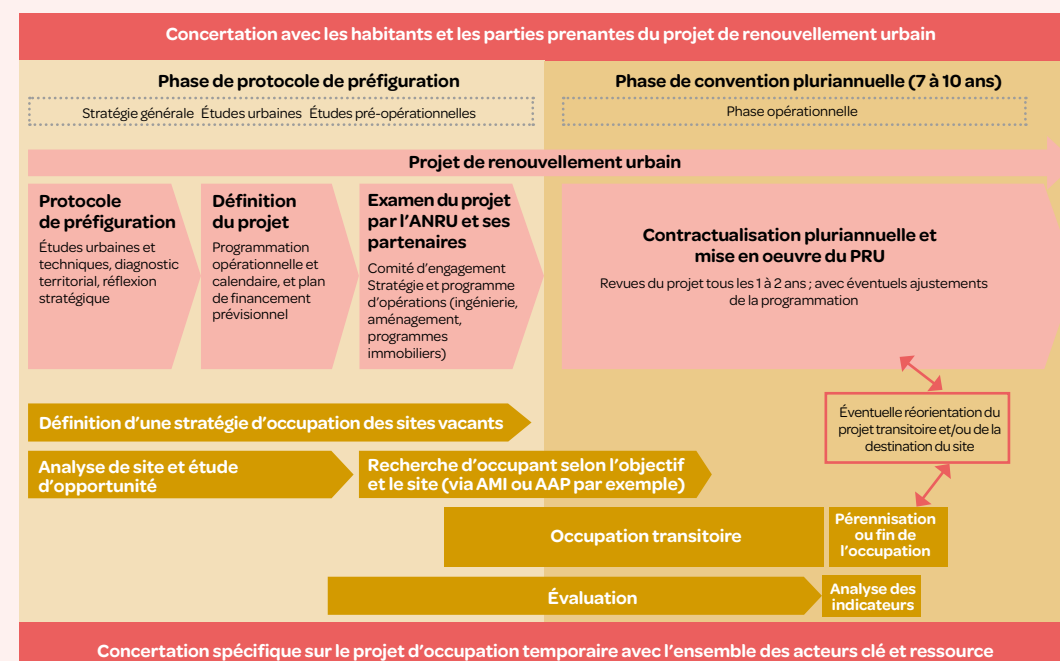 Concertation avec les habitants et les parties prenantes du projet de renouvellement urbain
Phase de protocole de préfiguration
Stratégie générale Études urbaines Études pré-opérationnelles
Phase de convention pluriannuelle (7 à 10 ans)
Phase opérationnelle
Projet de renouvellement urbain
Protocole
de préfiguration
Études urbaines et
techniques, diagnostic
territorial, réflexion
stratégique
Définition
du projet
Programmation
opérationnelle et
calendaire, et plan
de financement
prévisionnel
Examen du projet
par l'ANRU et ses
partenaires
Comité d'engagement
Stratégie et programme
d'opérations (ingénierie,
aménagement,
programmes
immobiliers)
Contractualisation pluriannuelle et
mise en oeuvre du PRU
Revues du projet tous les 1 à 2 ans ; avec éventuels ajustements
de la programmation
Définition d'une stratégie d'occupation des sites vacants
Éventuelle réorientation du
projet transitoire et/ou de la
destination du site
Analyse de site et étude
d'opportunité
Recherche d'occupant selon l'objectif
et le site (via AMI ou AAP par exemple)
Occupation transitoire
Pérennisation
ou fin de
l'occupation
Évaluation
Analyse des
indicateurs
Concertation spécifique sur le projet d'occupation temporaire avec l'ensemble des acteurs clé et ressource